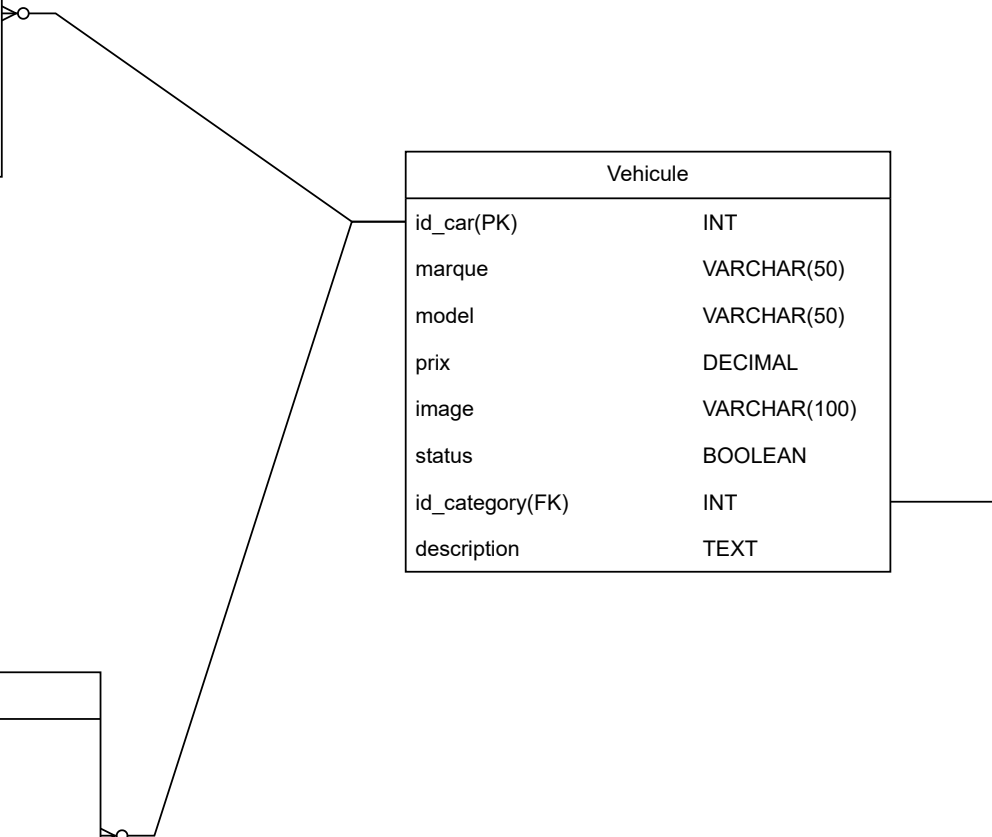 Vehicule
id_car(PK) INT
marque VARCHAR(50)
model VARCHAR(50)
prix DECIMAL
image VARCHAR(100)
status BOOLEAN
id_category(FK) INT
description TEXT